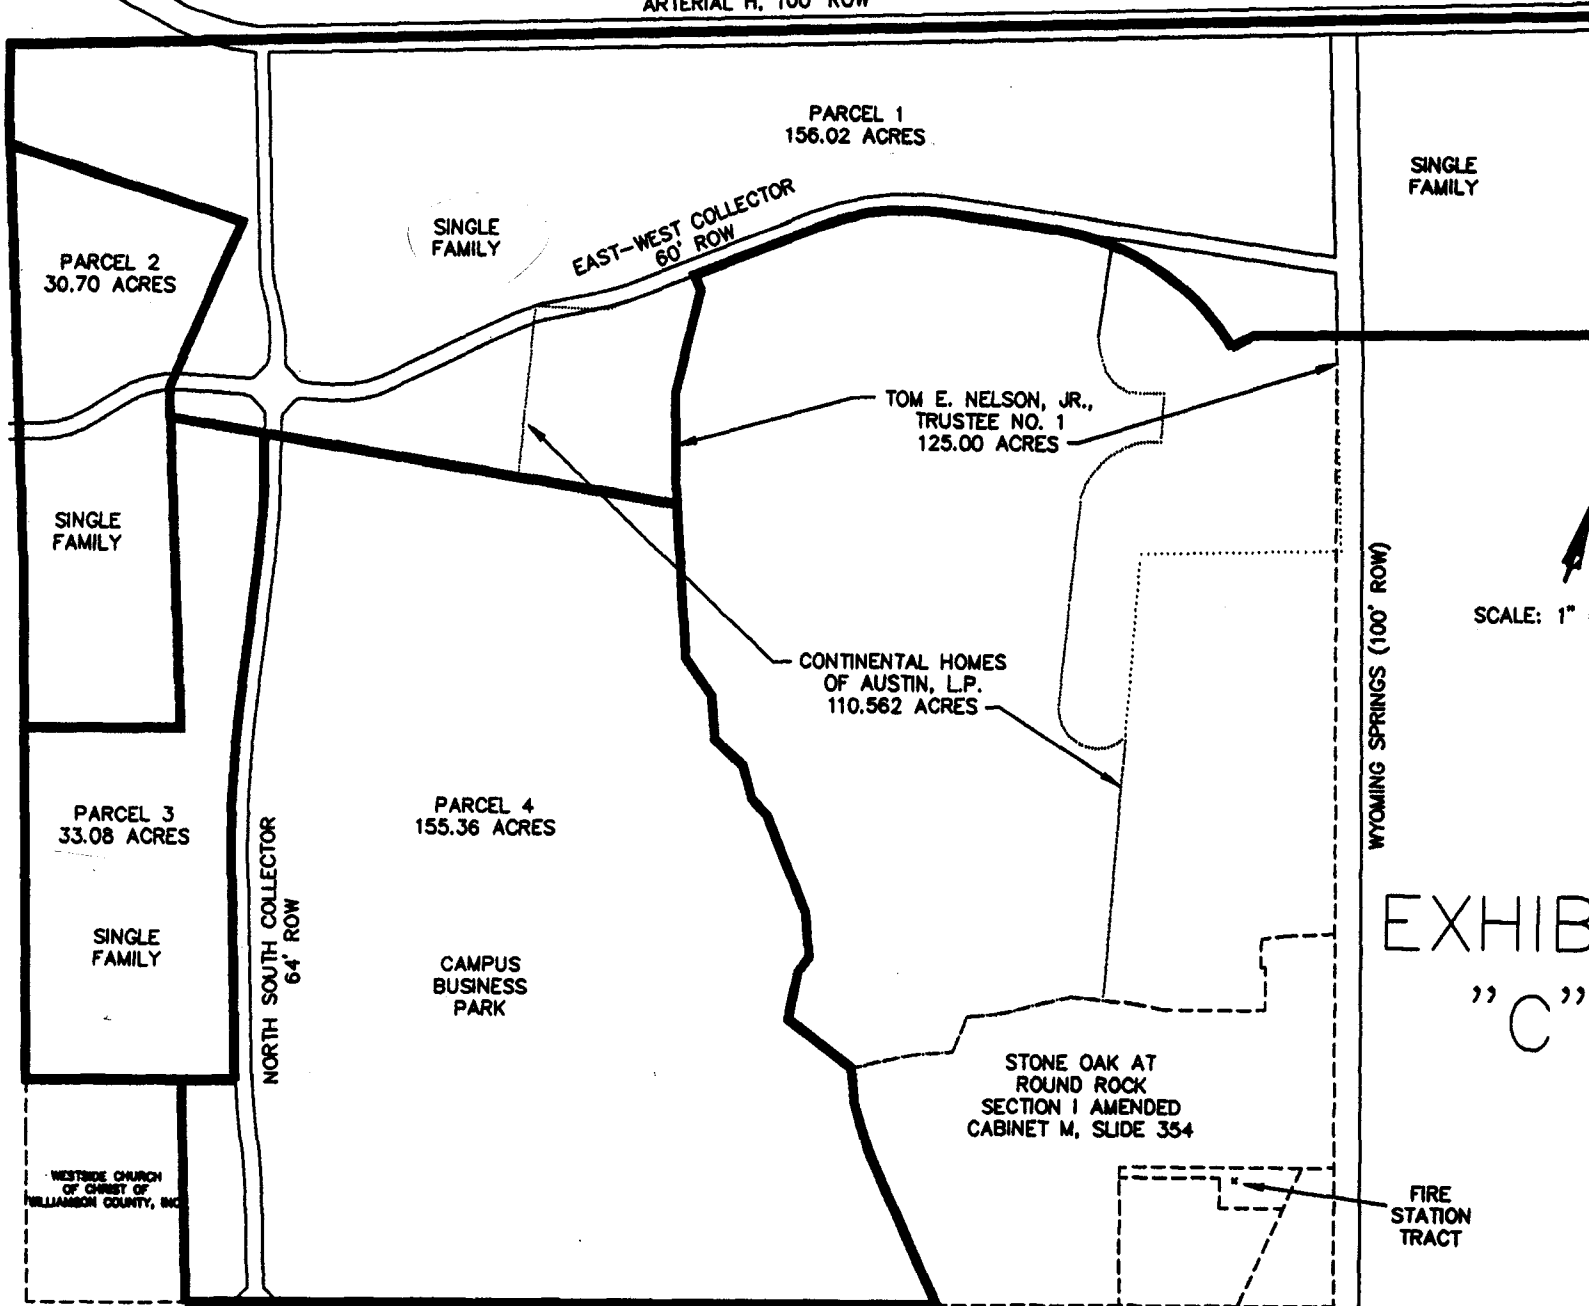 ARTERIAL H, 100' ROW
PARCEL 1
156.02 ACRES
SINGLE
FAMILY
SINGLE
FAMILY
EAST-WEST COLLECTOR
60' ROW
PARCEL 2
30.70 ACRES
TOM E. NELSON, JR.,
TRUSTEE NO. 1
125.00 ACRES
SINGLE
FAMILY
WYOMING SPRINGS (100' ROW)
SCALE: 1"
CONTINENTAL HOMES
OF AUSTIN, L.P.
110.562 ACRES
PARCEL 3
33.08 ACRES
PARCEL 4
155.36 ACRES
NORTH SOUTH COLLECTOR
64' ROW
SINGLE
FAMILY
CAMPUS
BUSINESS
PARK
EXHIB
"C"
STONE OAK AT
ROUND ROCK
SECTION I AMENDED
CABINET M, SLIDE 354
WESTSIDE CHURCH
OF CHRIST OF
WILLIAMSON COUNTY, INC
FIRE
STATION
TRACT